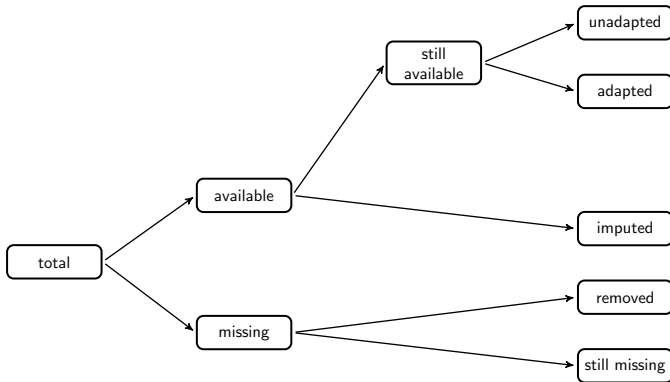 unadapted
still
available
adapted
available
imputed
total
removed
missing
still missing